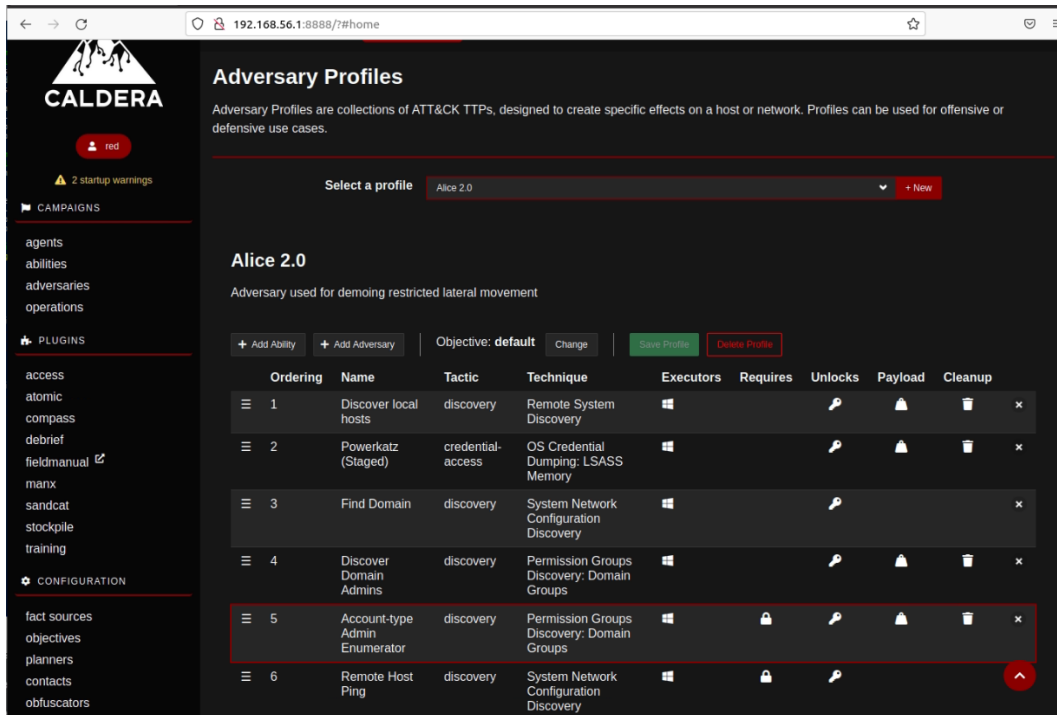 192.168.56.1:8888/?#home
CALDERA
red
2 startup warnings
CAMPAIGNS
agents
abilities
adversaries
operations
PLUGINS
access
atomic
compass
debrief
fieldmanual
manx
sandcat
stockpile
training
CONFIGURATION
fact sources
objectives
planners
contacts
obfuscators
Adversary Profiles
Adversary Profiles are collections of ATT&CK TTPs, designed to create specific effects on a host or network. Profiles can be used for offensive or
defensive use cases.
Select a profile Alice 2.0 + New
Alice 2.0
Adversary used for demoing restricted lateral movement
+ Add Ability + Add Adversary Objective: default Change Save Profile Delete Profile
Ordering Name Tactic Technique Executors Requires Unlocks Payload Cleanup
1 Discover local discovery Remote System
hosts Discovery
2 Powerkatz credential- OS Credential
(Staged) access Dumping: LSASS
Memory
3 Find Domain discovery System Network
Configuration
Discovery
4 Discover discovery Permission Groups
Domain Discovery: Domain
Admins Groups
5 Account-type discovery Permission Groups
Admin Discovery: Domain
Enumerator Groups
6 Remote Host discovery System Network
Ping Configuration
Discovery